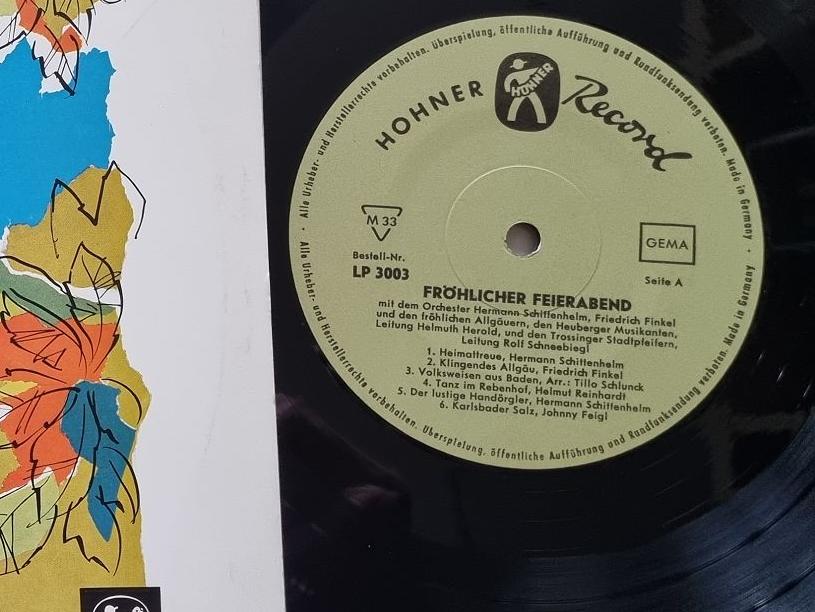 Alle Urheber- und Herstellerrechte vorbehalten. Überspielung, öffentliche Aufführung und Rundfunksendung verboten. Made in Germany
HOHNER
HOHNER
Record
M 33
GEMA
Bestell-Nr.
LP 3003
Seite A
FRÖHLICHER FEIERABEND
mit dem Orchester Hermann Schittenhelm, Friedrich Finkel
und den fröhlichen Allgäuern, den Heuberger Musikanten,
Leitung Helmuth Herold, und den Trossinger Stadtpfeifern,
Leitung Rolf Schneebiegl
1. Heimattreue, Hermann Schittenhelm
2. Klingendes Allgäu, Friedrich Finkel
3. Volksweisen aus Baden, Arr.: Tillo Schlunck
4. Tanz im Rebenhof, Helmut Reinhardt
5. Der lustige Handörgler, Hermann Schittenhelm
6. Karlsbader Salz, Johnny Feigl
Alle Urheber- und Herstellerrechte vorbehalten. Überspielung, öffentliche Aufführung und Rundfunksendung verboten. Made in Germany